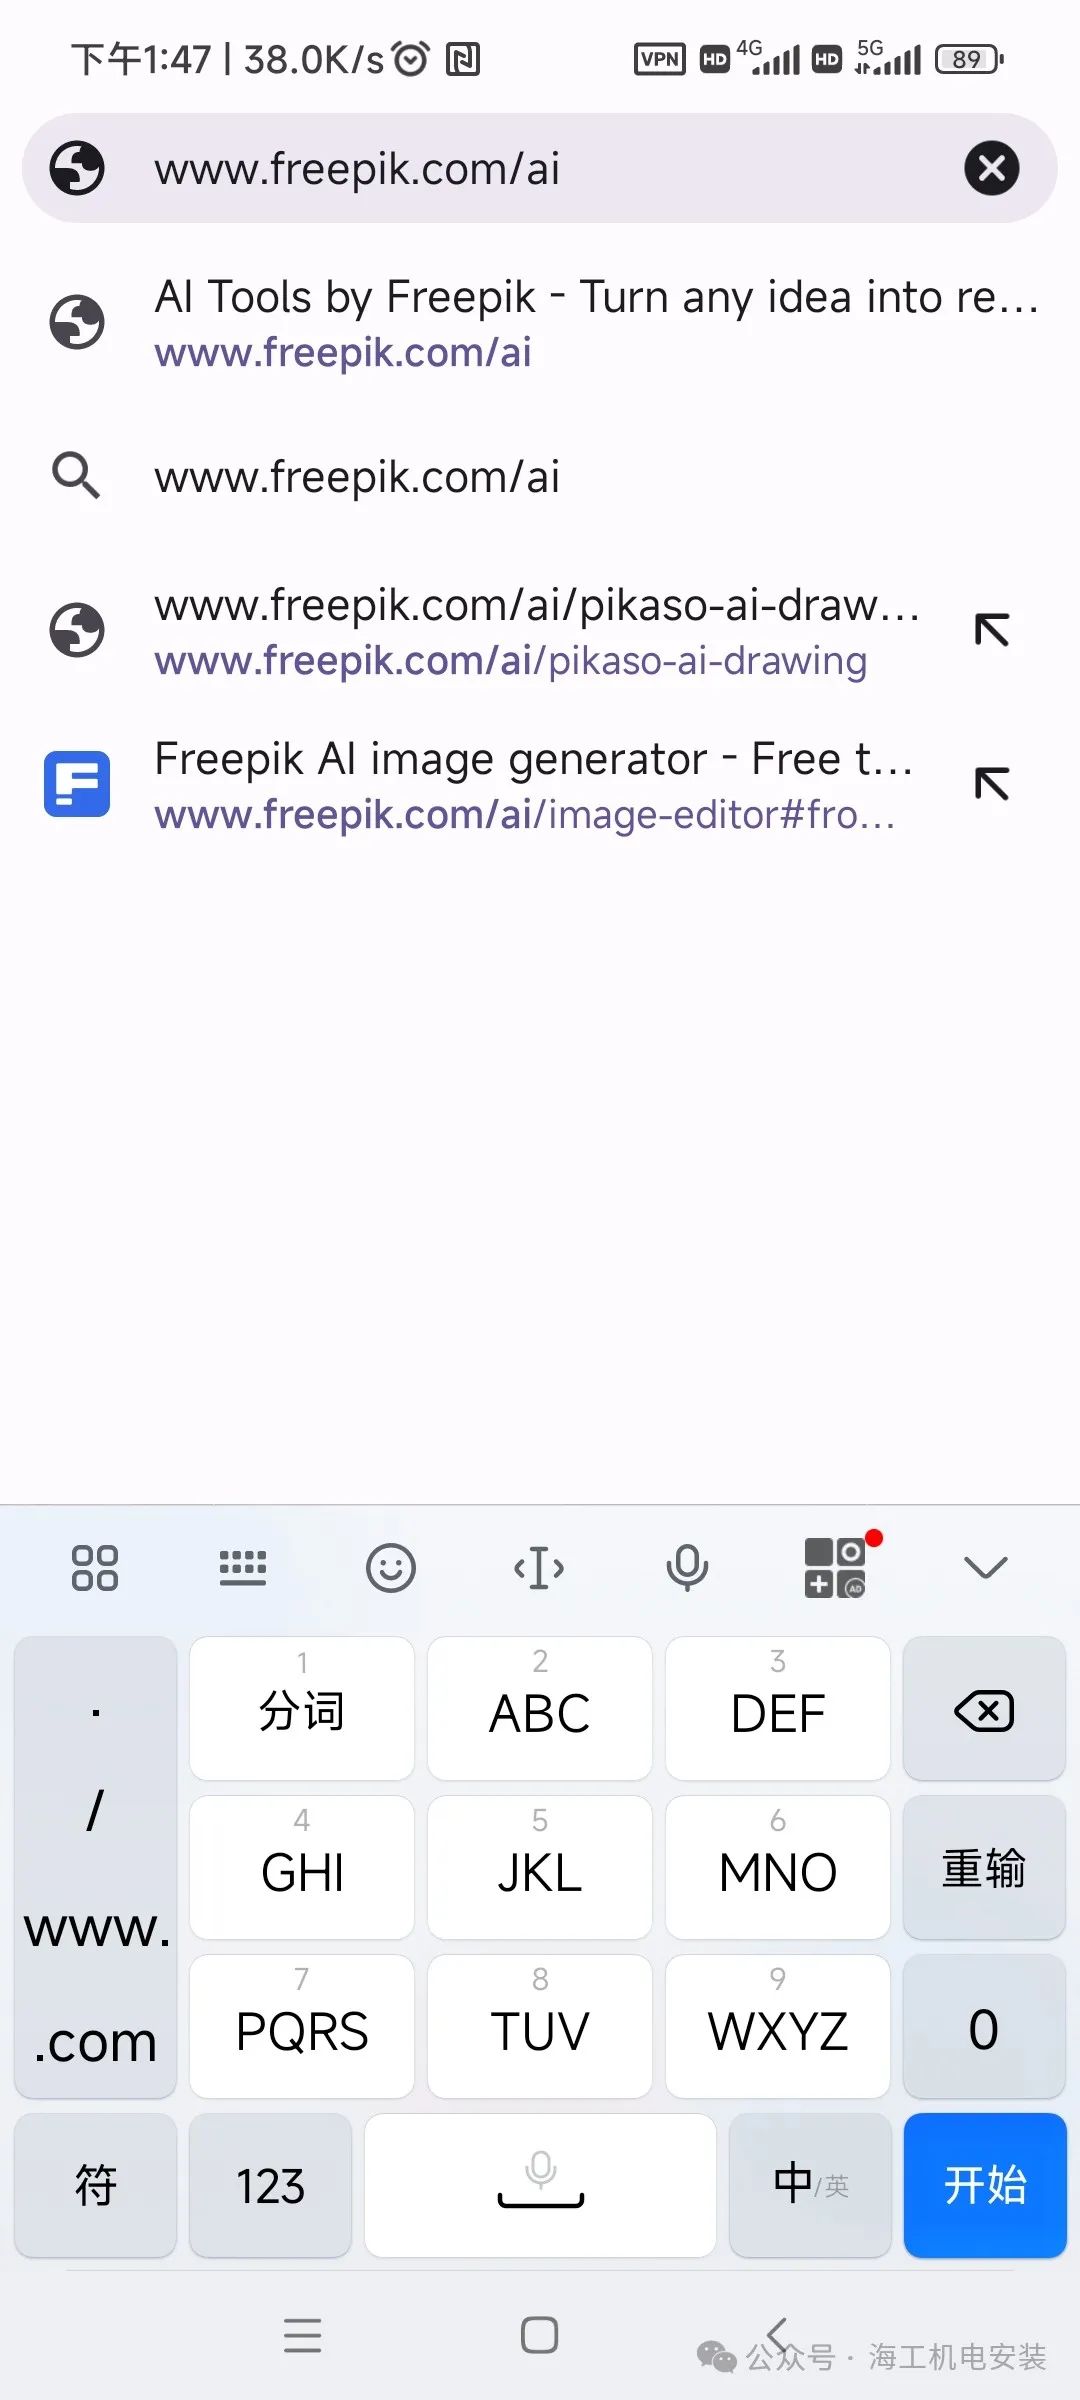 下午1:47 | 38.0K/s VPN HD 4G HD 5G 89
www.freepik.com/ai
AI Tools by Freepik - Turn any idea into re...
www.freepik.com/ai
www.freepik.com/ai
www.freepik.com/ai/pikaso-ai-draw...
www.freepik.com/ai/pikaso-ai-drawing
Freepik AI image generator - Free t...
www.freepik.com/ai/image-editor#fro...
AD
.
/
www.
.com
1
分词
2
ABC
3
DEF
4
GHI
5
JKL
6
MNO
重输
7
PQRS
8
TUV
9
WXYZ
0
符
123
中/英
开始
公众号 · 海工机电安装